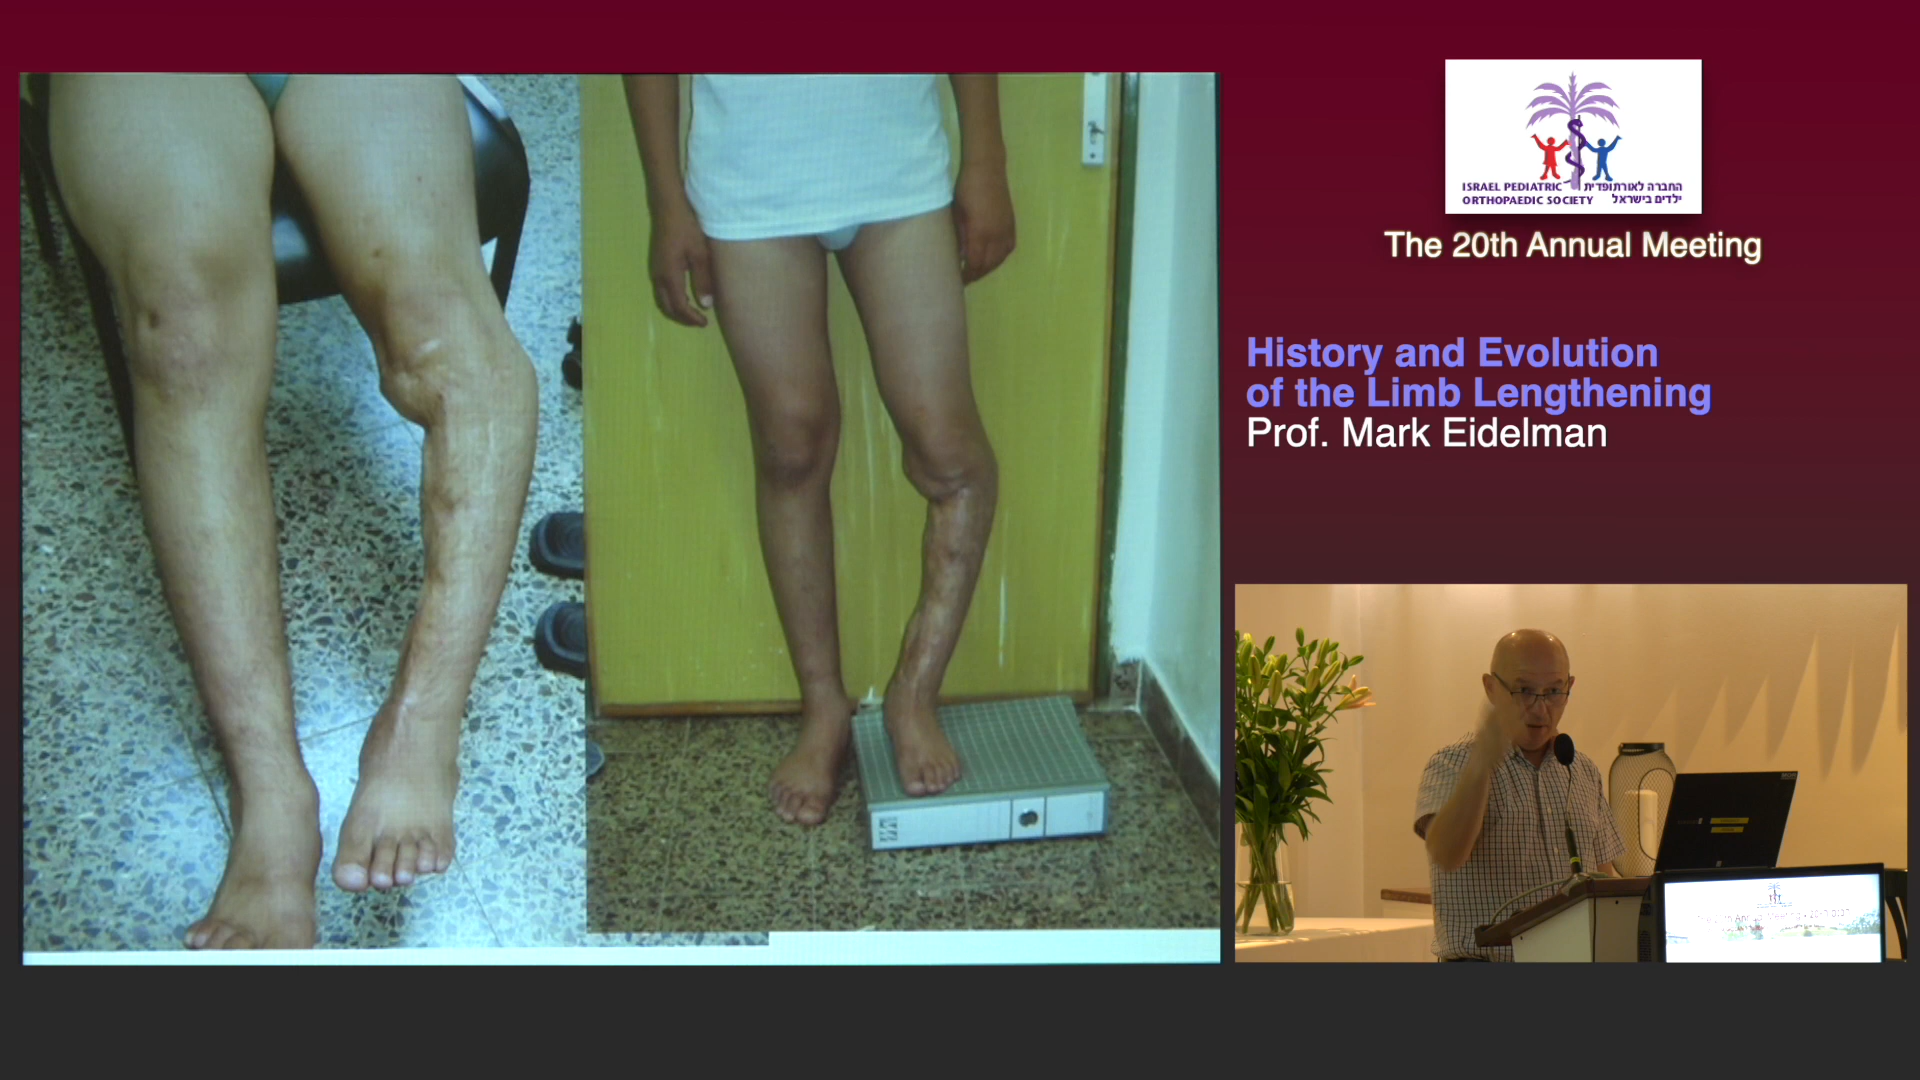 ISRAEL PEDIATRIC החברה לאורתופדית
ORTHOPAEDIC SOCIETY ילדים בישראל
The 20th Annual Meeting
History and Evolution
of the Limb Lengthening
Prof. Mark Eidelman